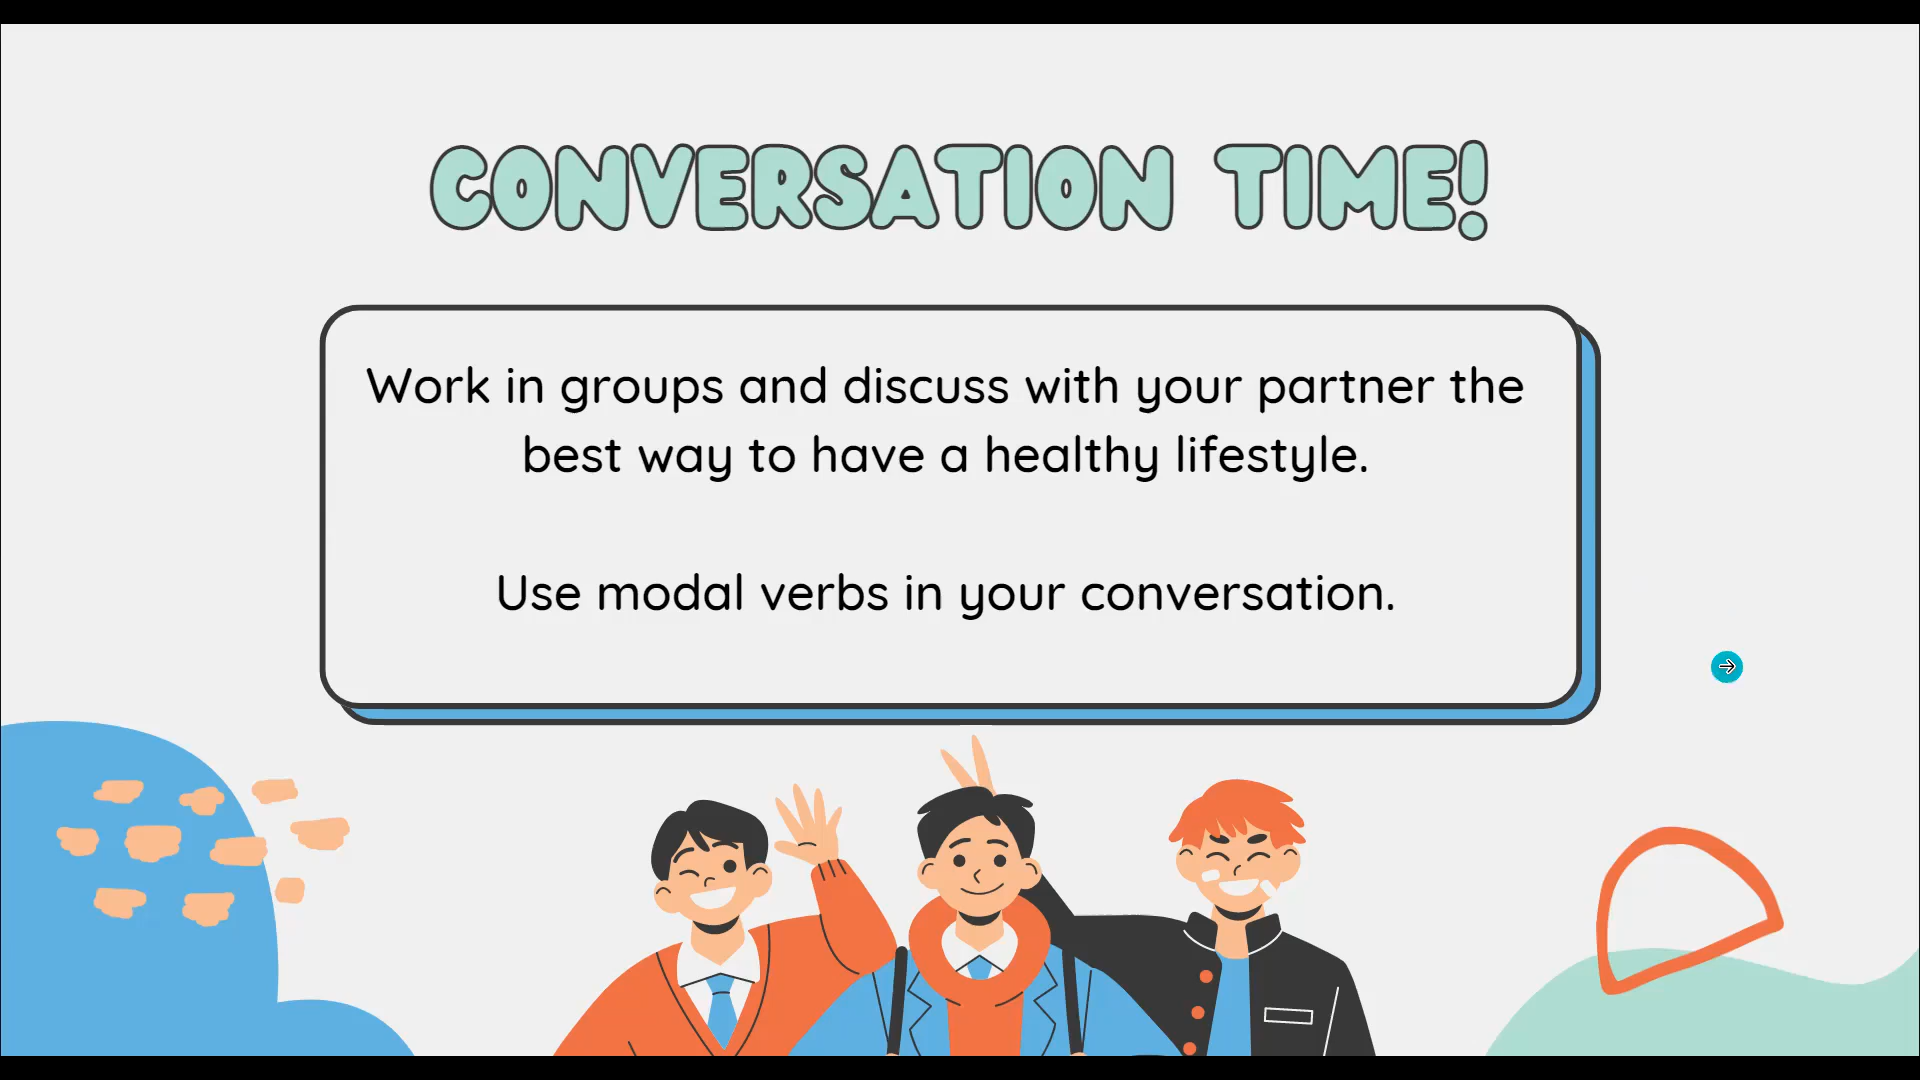 CONVERSATION TIME!
Work in groups and discuss with your partner the
best way to have a healthy lifestyle.
Use modal verbs in your conversation.